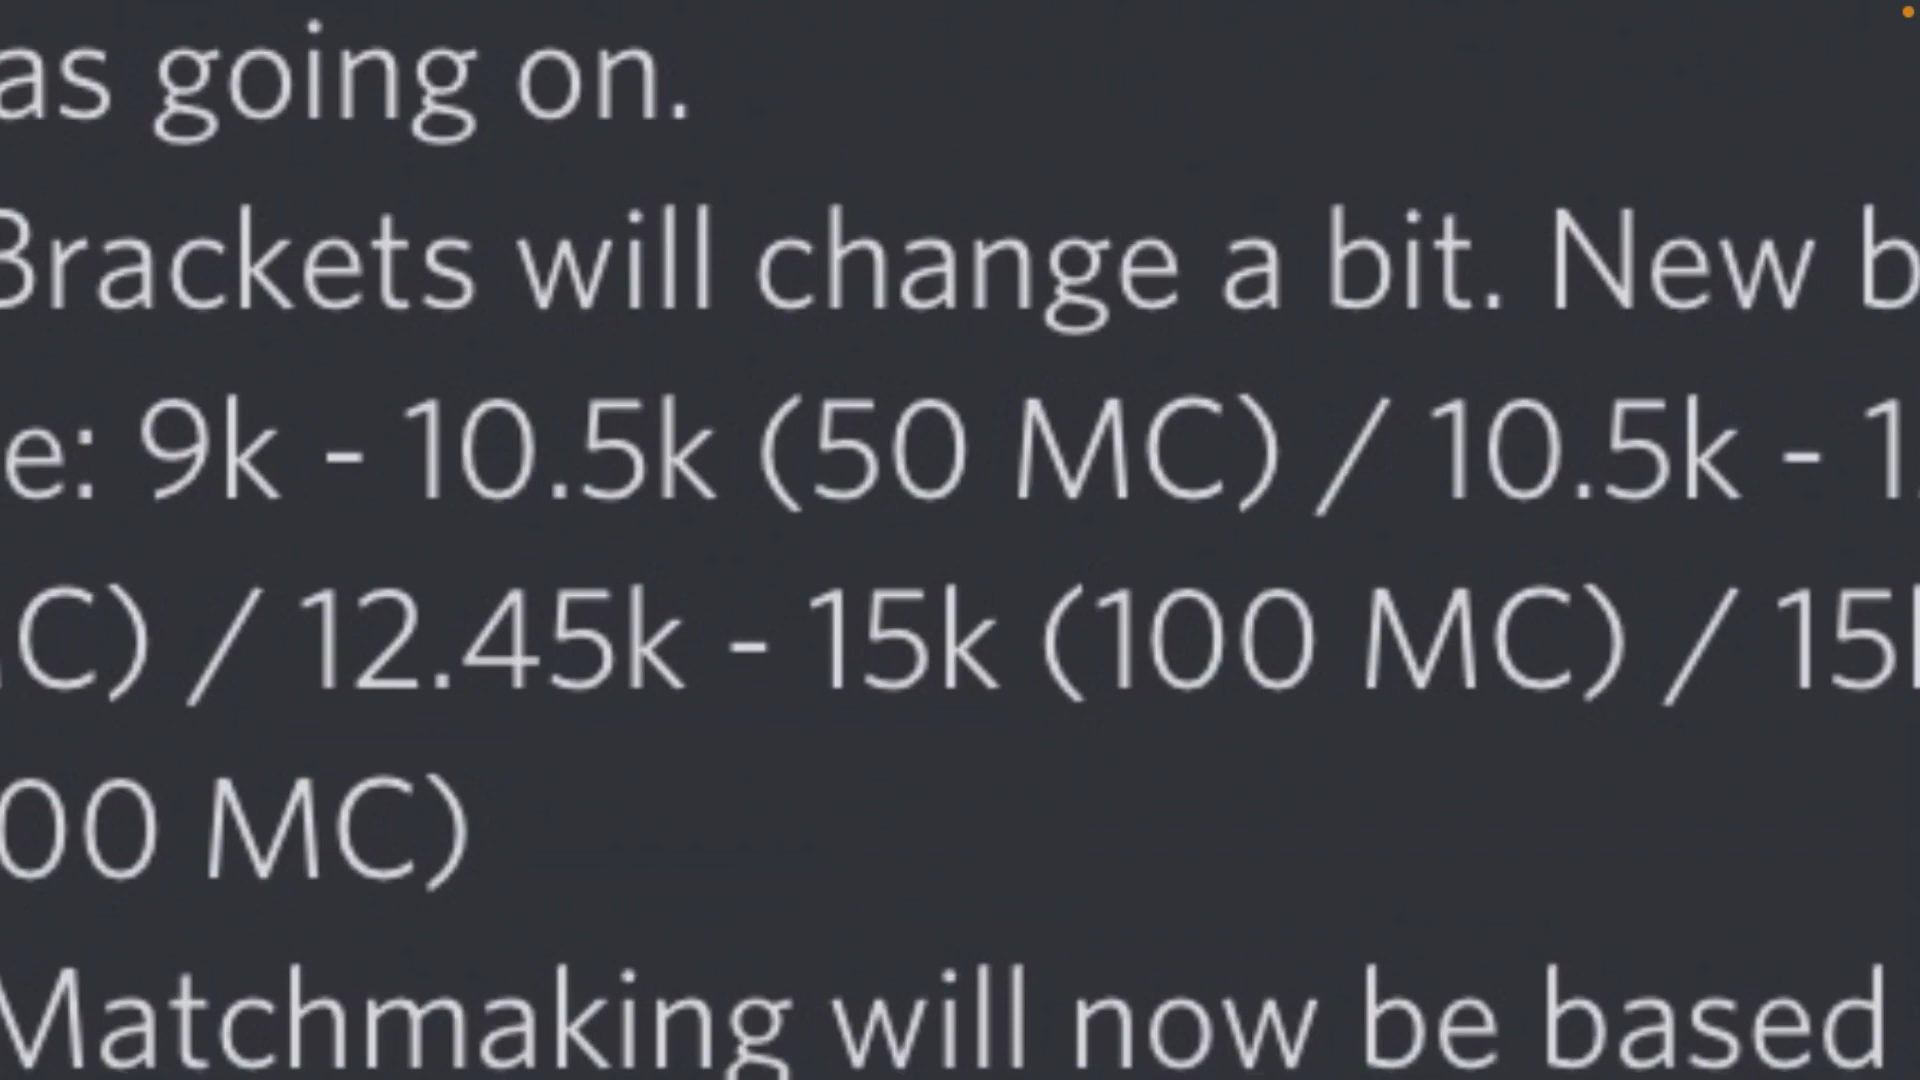 as going on.
Brackets will change a bit. New b
e: 9k - 10.5k (50 MC) / 10.5k - 1
C) / 12.45k - 15k (100 MC) / 15k
00 MC)
Matchmaking will now be based